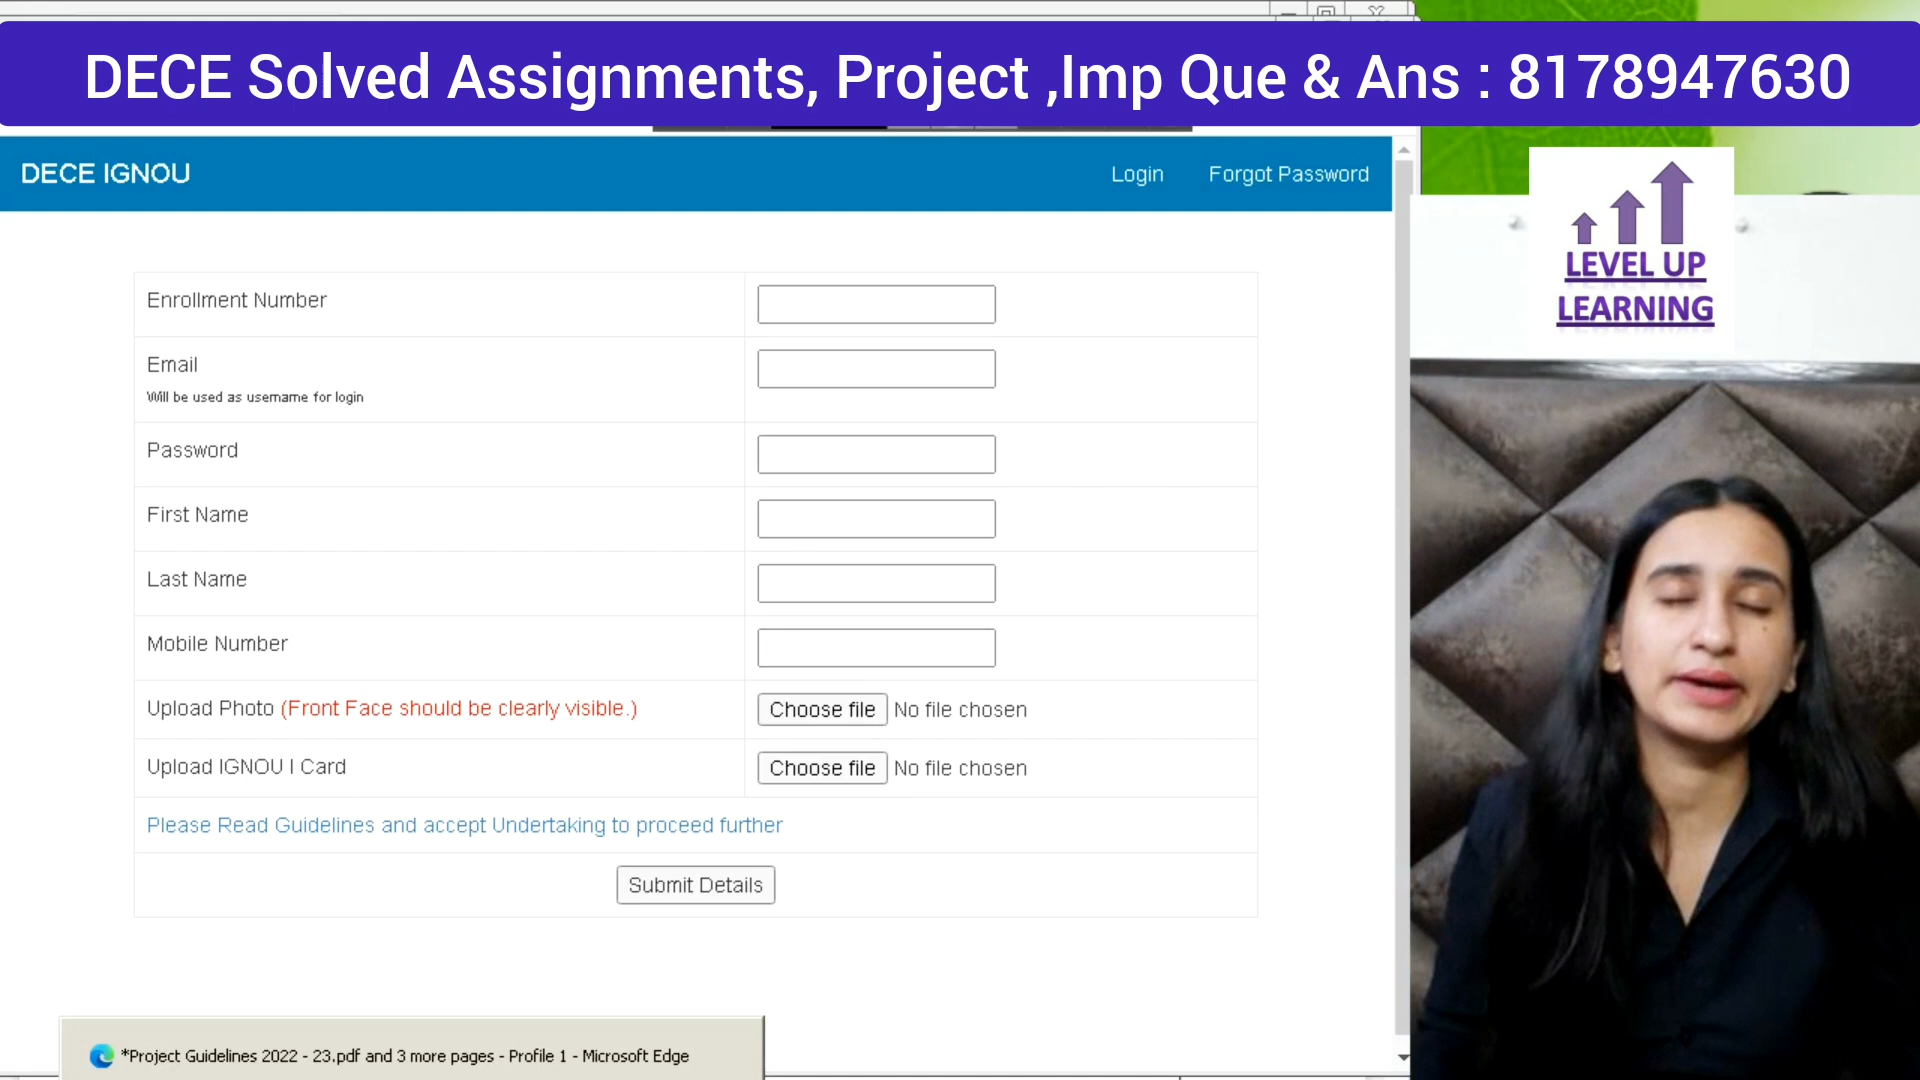 DECE Solved Assignments, Project ,Imp Que & Ans : 8178947630
DECE IGNOU
Login
Forgot Password
LEVEL UP
LEARNING
Enrollment Number
Email
Will be used as username for login
Password
First Name
Last Name
Mobile Number
Upload Photo (Front Face should be clearly visible.)
Choose file No file chosen
Upload IGNOU I Card
Choose file No file chosen
Please Read Guidelines and accept Undertaking to proceed further
Submit Details
*Project Guidelines 2022 - 23.pdf and 3 more pages - Profile 1 - Microsoft Edge